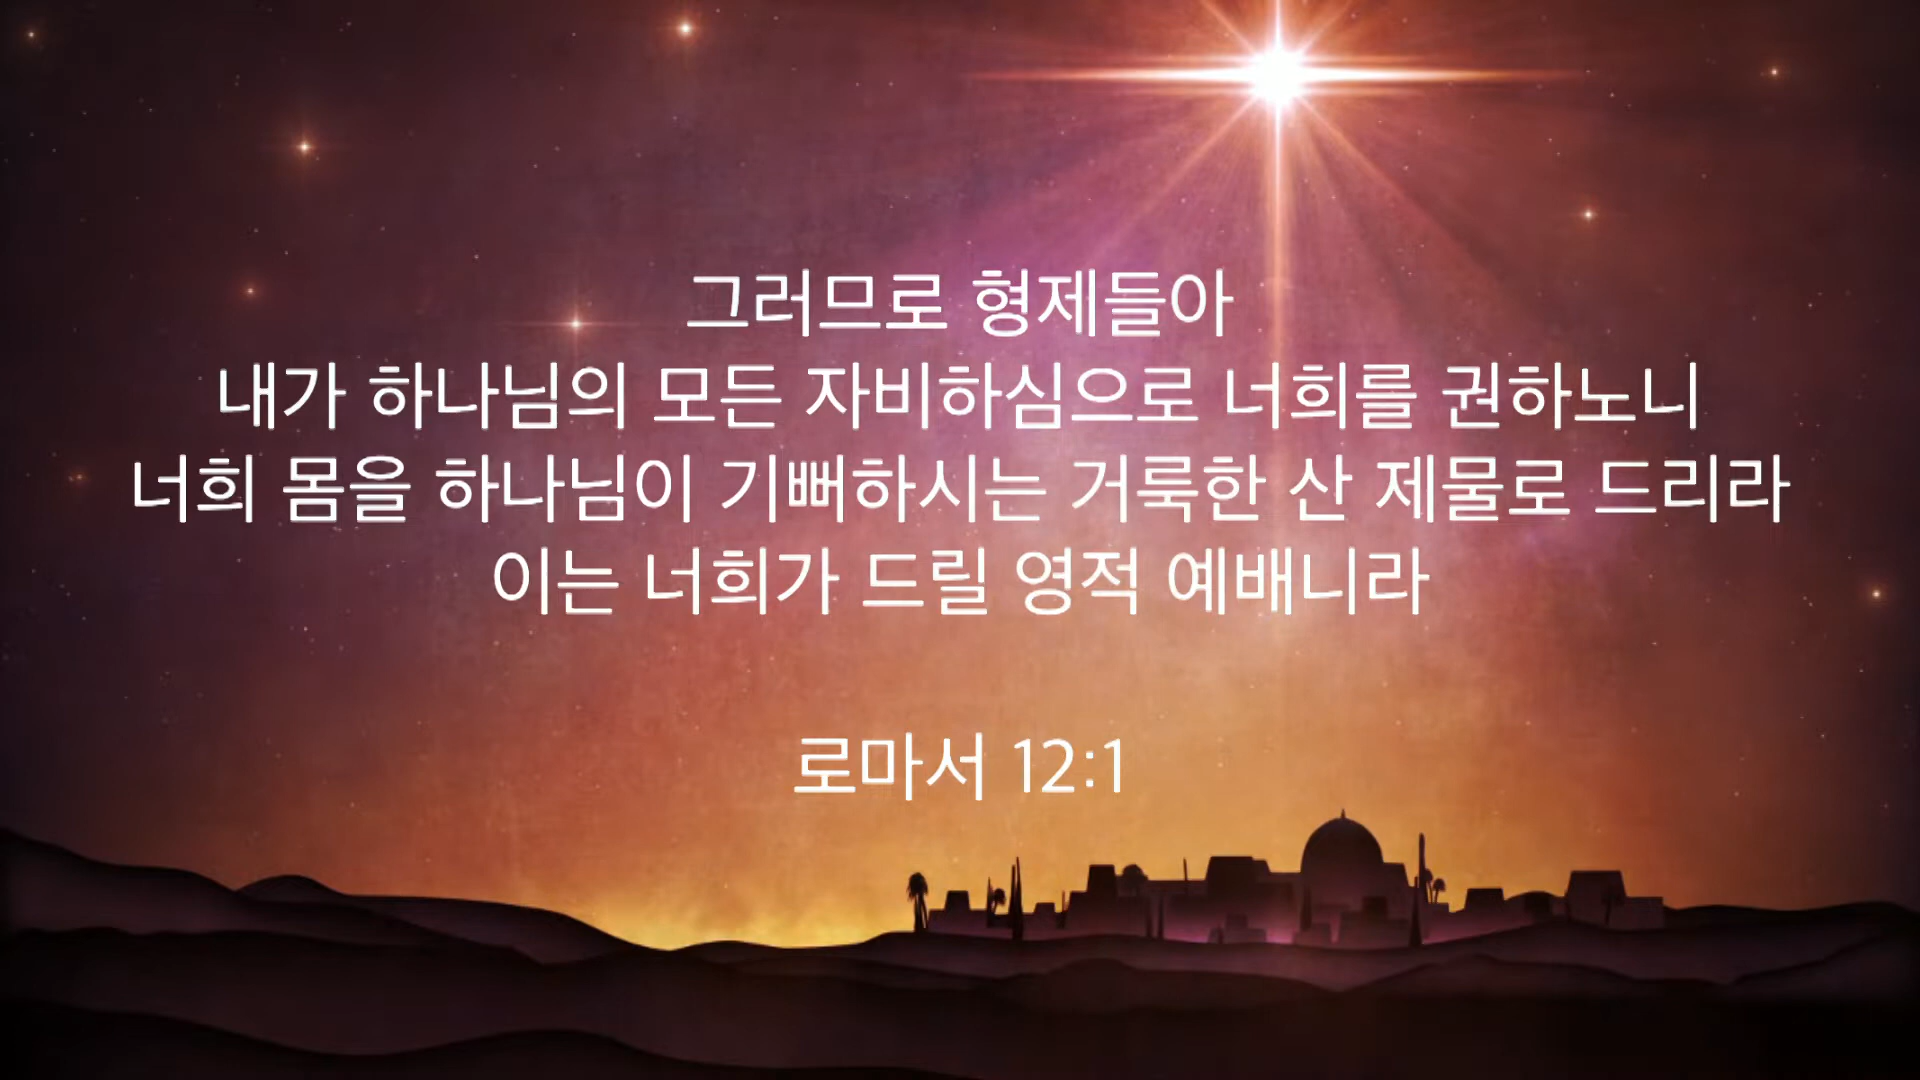 그러므로 형제들아
내가 하나님의 모든 자비하심으로 너희를 권하노니
너희 몸을 하나님이 기뻐하시는 거룩한 산 제물로 드리라
이는 너희가 드릴 영적 예배니라
로마서 12:1